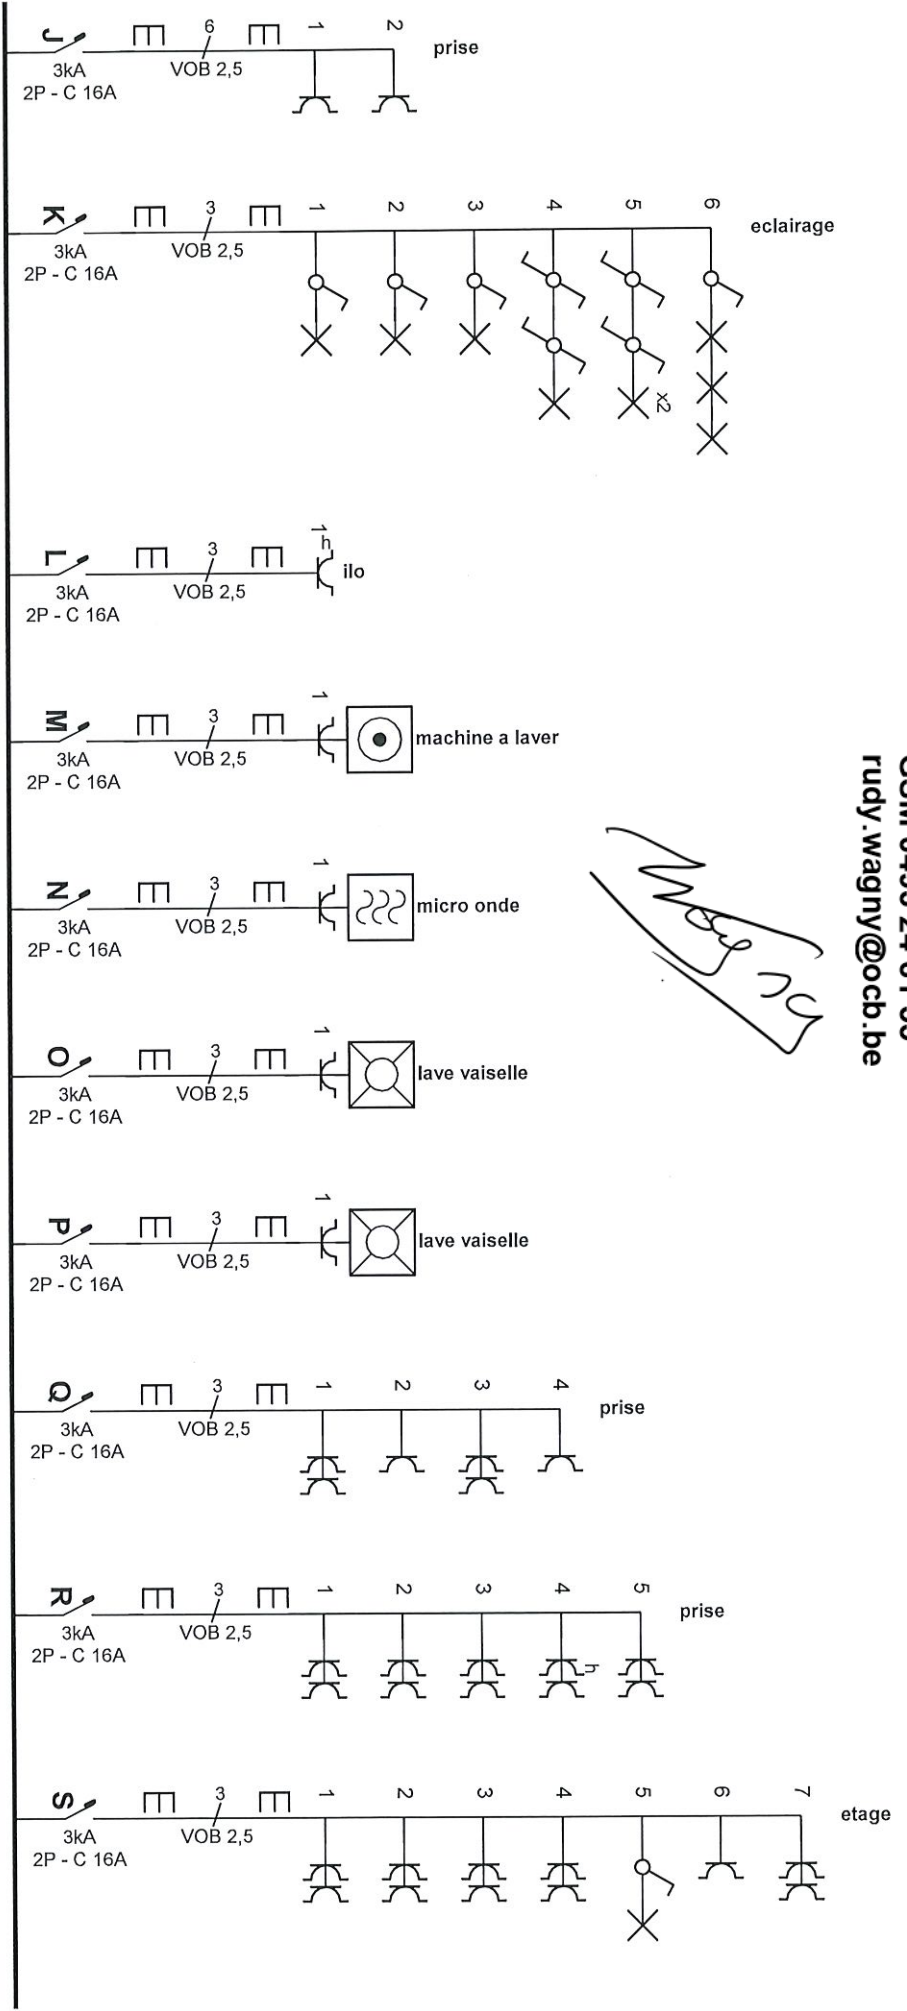 J
3kA
2P - C 16A
6
VOB 2,5
1
2
prise
K
3kA
2P - C 16A
3
VOB 2,5
1
2
3
4
5
6
x2
eclairage
L
3kA
2P - C 16A
3
VOB 2,5
1
h
ilo
M
3kA
2P - C 16A
3
VOB 2,5
1
machine a laver
N
3kA
2P - C 16A
3
VOB 2,5
1
micro onde
O
3kA
2P - C 16A
3
VOB 2,5
1
lave vaiselle
P
3kA
2P - C 16A
3
VOB 2,5
1
lave vaiselle
Q
3kA
2P - C 16A
3
VOB 2,5
1
2
3
4
prise
R
3kA
2P - C 16A
3
VOB 2,5
1
2
3
4
5
h
prise
S
3kA
2P - C 16A
3
VOB 2,5
1
2
3
4
5
6
7
etage
rudy.wagny@ocb.be